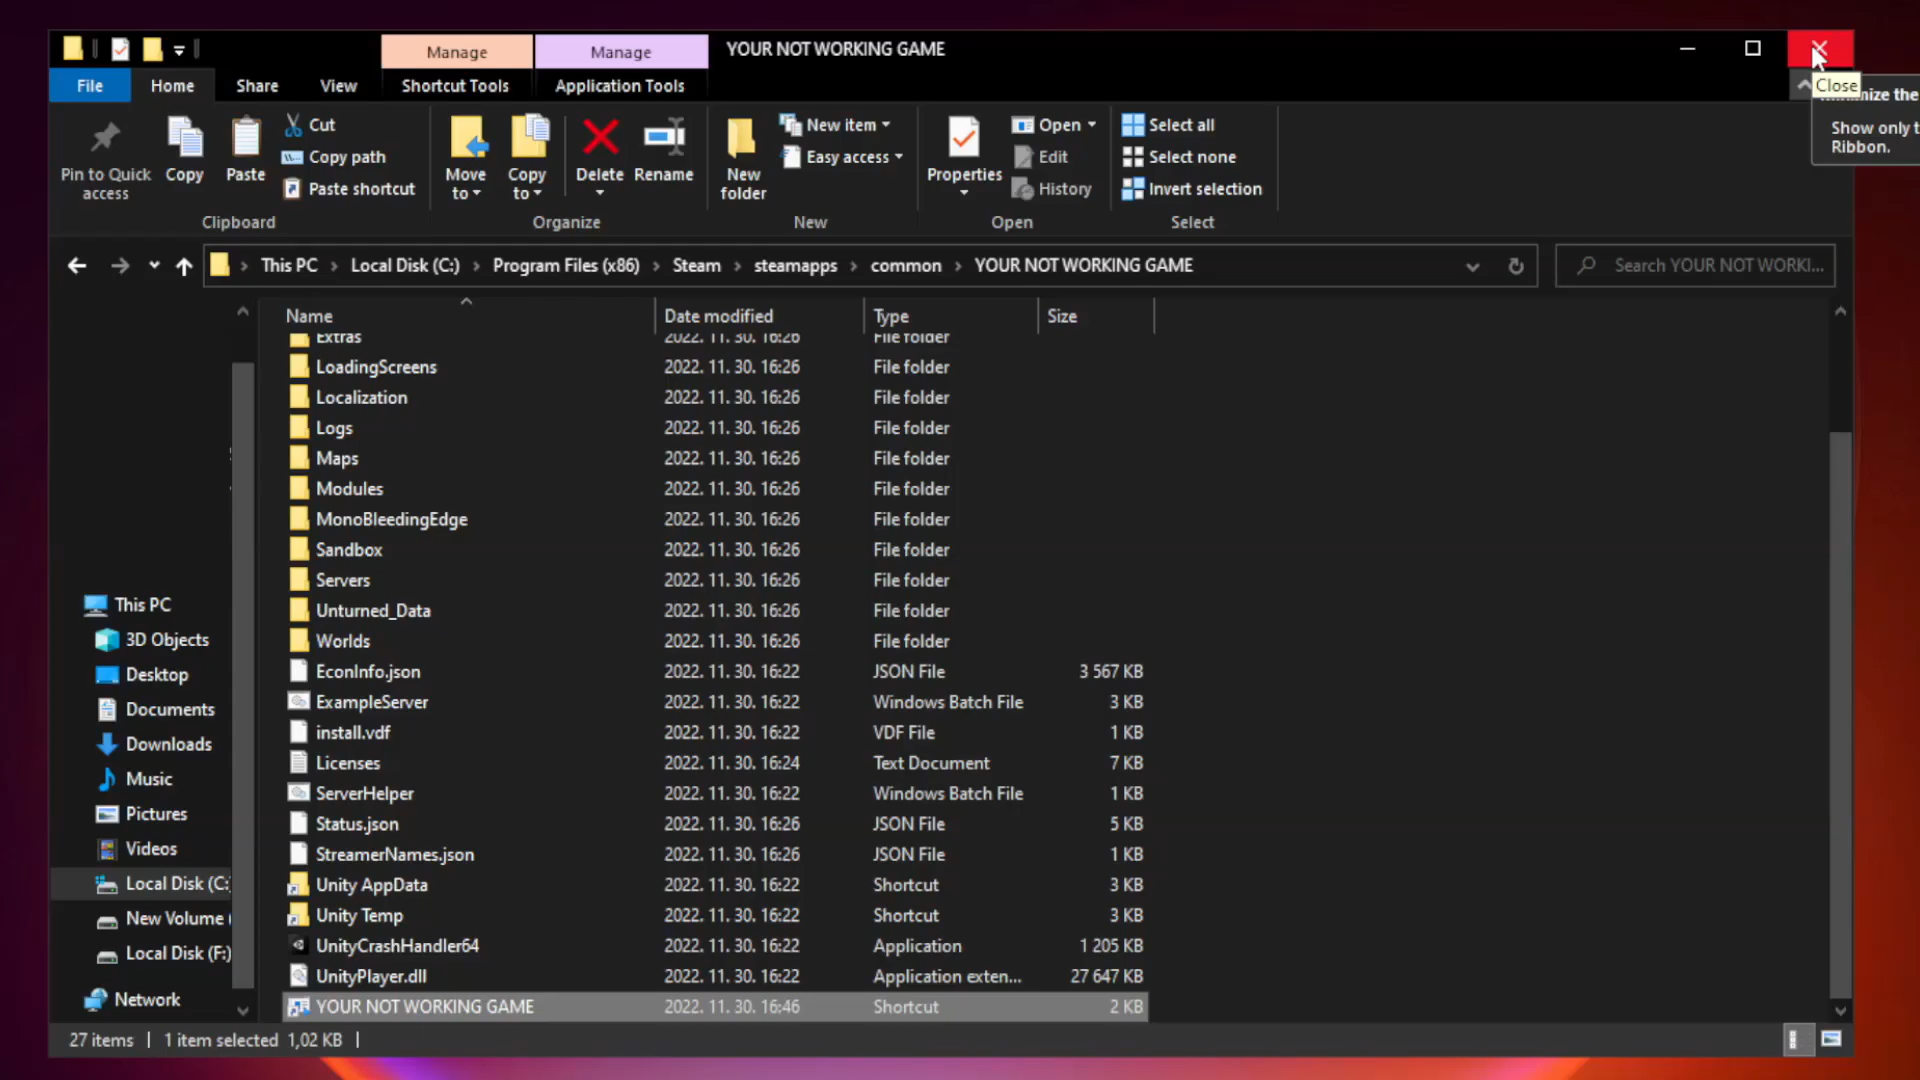 Manage
Manage
YOUR NOT WORKING GAME
File
Home
Share
View
Shortcut Tools
Application Tools
Close
the
Show only t
Ribbon.
Pin to Quick access
Copy
Paste
Cut
Copy path
Paste shortcut
Clipboard
Move to
Copy to
Delete
Rename
Organize
New folder
New item
Easy access
New
Properties
Open
Edit
History
Open
Select all
Select none
Invert selection
Select
This PC
Local Disk (C:)
Program Files (x86)
Steam
steamapps
common
YOUR NOT WORKING GAME
Search YOUR NOT WORKI...
Name Date modified Type Size
Extras 2022. 11. 30. 16:26 File folder
LoadingScreens 2022. 11. 30. 16:26 File folder
Localization 2022. 11. 30. 16:26 File folder
Logs 2022. 11. 30. 16:26 File folder
Maps 2022. 11. 30. 16:26 File folder
Modules 2022. 11. 30. 16:26 File folder
MonoBleedingEdge 2022. 11. 30. 16:26 File folder
Sandbox 2022. 11. 30. 16:26 File folder
Servers 2022. 11. 30. 16:26 File folder
Unturned_Data 2022. 11. 30. 16:26 File folder
Worlds 2022. 11. 30. 16:26 File folder
EconInfo.json 2022. 11. 30. 16:22 JSON File 3 567 KB
ExampleServer 2022. 11. 30. 16:22 Windows Batch File 3 KB
install.vdf 2022. 11. 30. 16:22 VDF File 1 KB
Licenses 2022. 11. 30. 16:24 Text Document 7 KB
ServerHelper 2022. 11. 30. 16:22 Windows Batch File 1 KB
Status.json 2022. 11. 30. 16:26 JSON File 5 KB
StreamerNames.json 2022. 11. 30. 16:26 JSON File 1 KB
Unity AppData 2022. 11. 30. 16:22 Shortcut 3 KB
Unity Temp 2022. 11. 30. 16:22 Shortcut 3 KB
UnityCrashHandler64 2022. 11. 30. 16:22 Application 1 205 KB
UnityPlayer.dll 2022. 11. 30. 16:22 Application exten... 27 647 KB
YOUR NOT WORKING GAME 2022. 11. 30. 16:46 Shortcut 2 KB
This PC
3D Objects
Desktop
Documents
Downloads
Music
Pictures
Videos
Local Disk (C:)
New Volume (
Local Disk (F:)
Network
27 items
1 item selected 1,02 KB